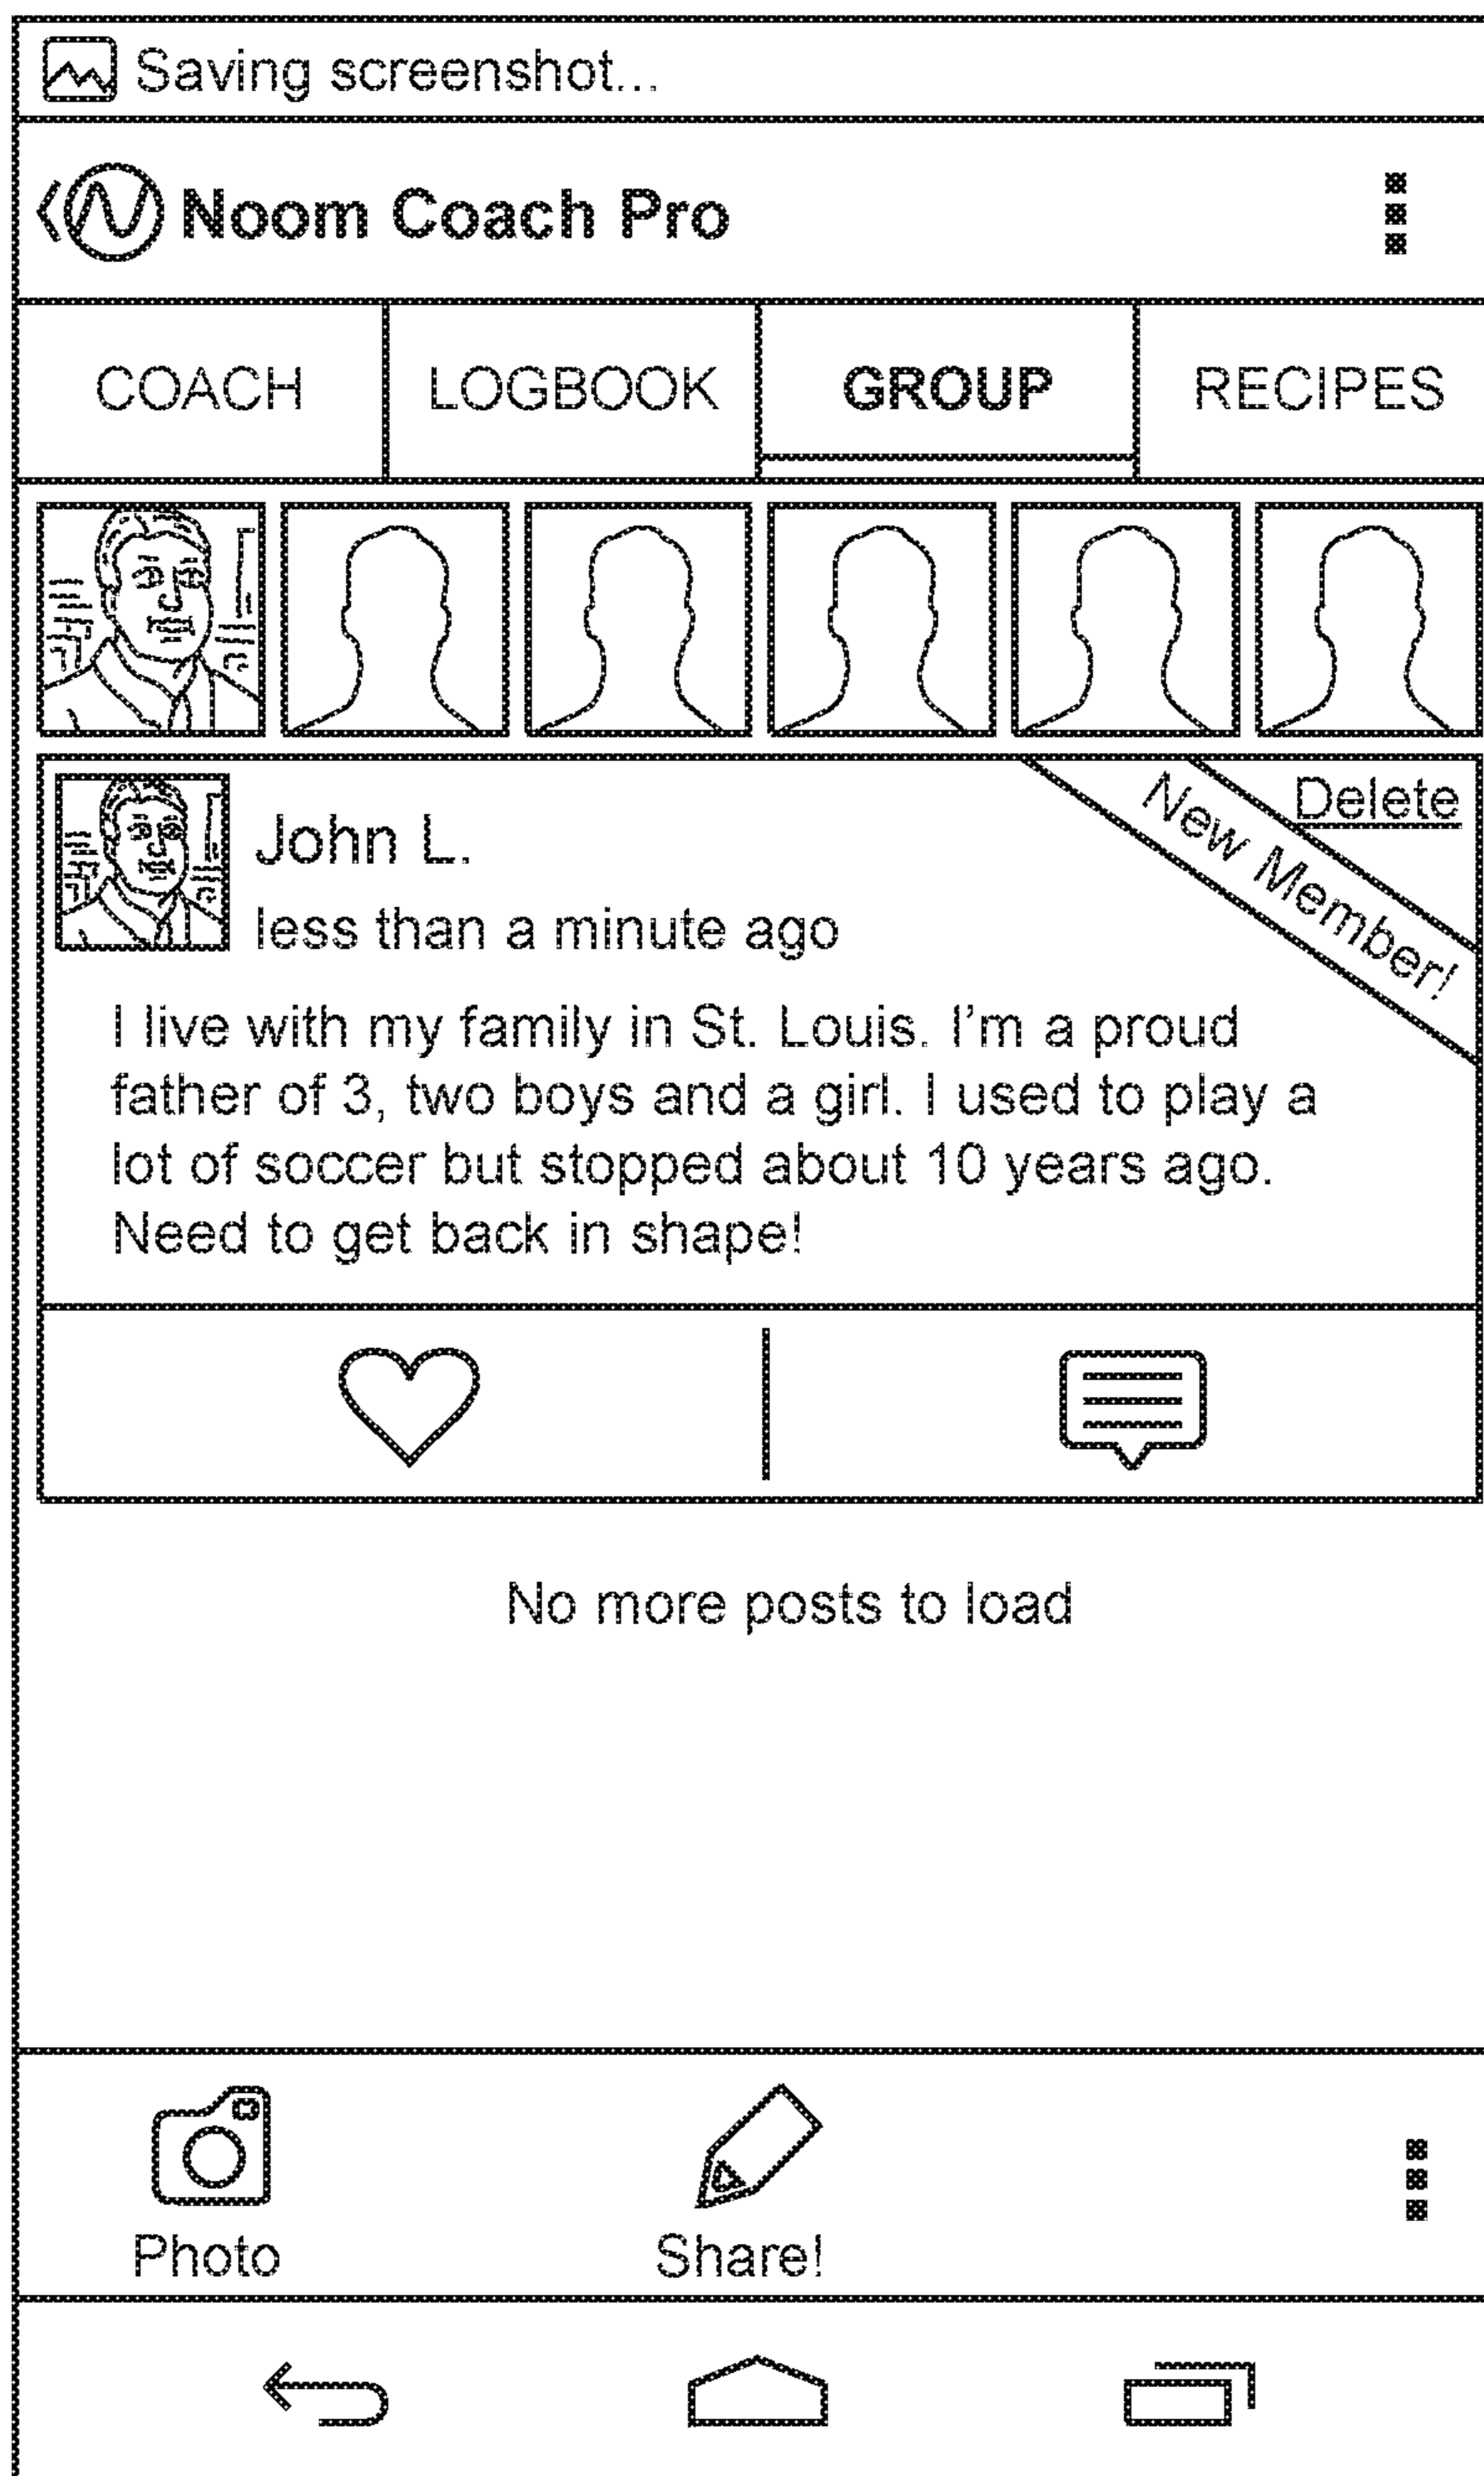 Saving screenshot...
Noom Coach Pro
COACH LOGBOOK GROUP RECIPES
Delete
New Member!
John L.
less than a minute ago
I live with my family in St. Louis. I'm a proud
father of 3, two boys and a girl. I used to play a
lot of soccer but stopped about 10 years ago.
Need to get back in shape!
No more posts to load
Photo Share!